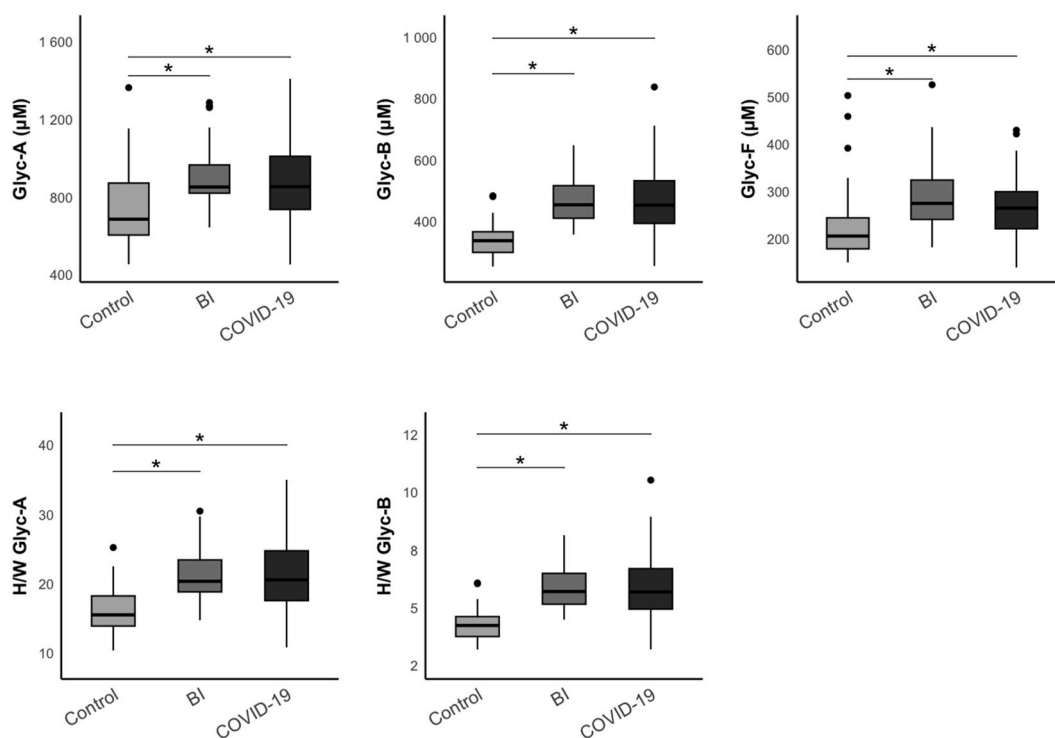 Glyc-A (µM)
1 600
1 200
800
400
*
*
Control
BI
COVID-19
Glyc-B (µM)
1 000
800
600
400
*
*
Control
BI
COVID-19
Glyc-F (µM)
600
500
400
300
200
*
*
Control
BI
COVID-19
H/W Glyc-A
40
30
20
10
*
*
Control
BI
COVID-19
H/W Glyc-B
12
10
8
5
2
*
*
Control
BI
COVID-19